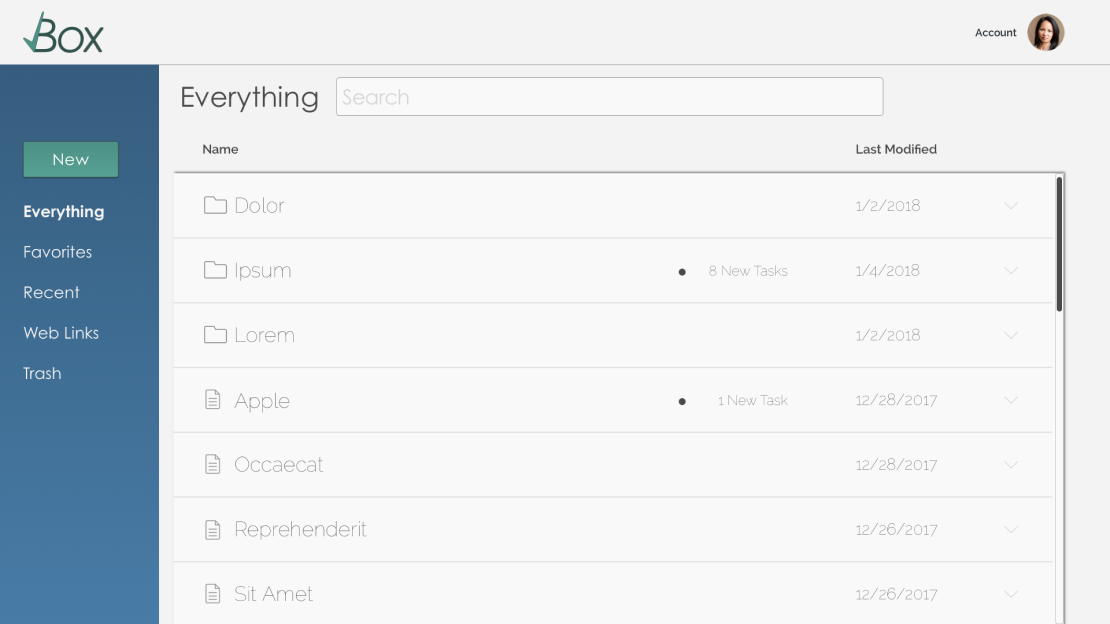 Box
Account
Everything
Search
New
Name
Last Modified
Everything
Favorites
Recent
Web Links
Trash
Dolor
1/2/2018
Ipsum
8 New Tasks
1/4/2018
Lorem
1/2/2018
Apple
1 New Task
12/28/2017
Occaecat
12/28/2017
Reprehenderit
12/26/2017
Sit Amet
12/26/2017